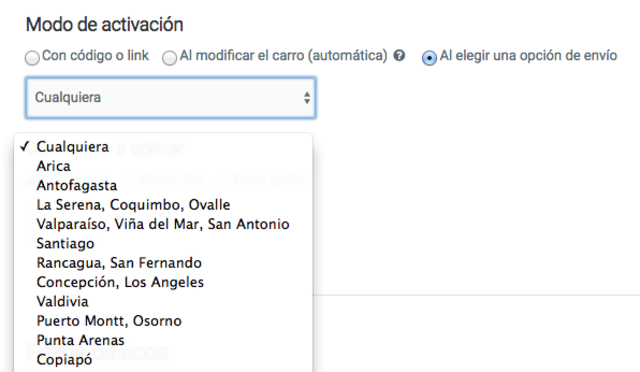 Modo de activación
Con código o link Al modificar el carro (automática) ? Al elegir una opción de envío
Cualquiera
✓ Cualquiera
Arica
Antofagasta
La Serena, Coquimbo, Ovalle
Valparaíso, Viña del Mar, San Antonio
Santiago
Rancagua, San Fernando
Concepción, Los Angeles
Valdivia
Puerto Montt, Osorno
Punta Arenas
Copiapó